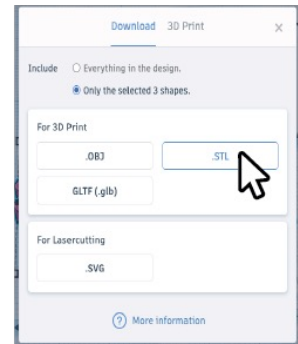 Download 3D Print ×
Include Everything in the design.
Only the selected 3 shapes.
For 3D Print
.OBJ .STL
GLTF (.glb)
For Lasercutting
.SVG
? More information